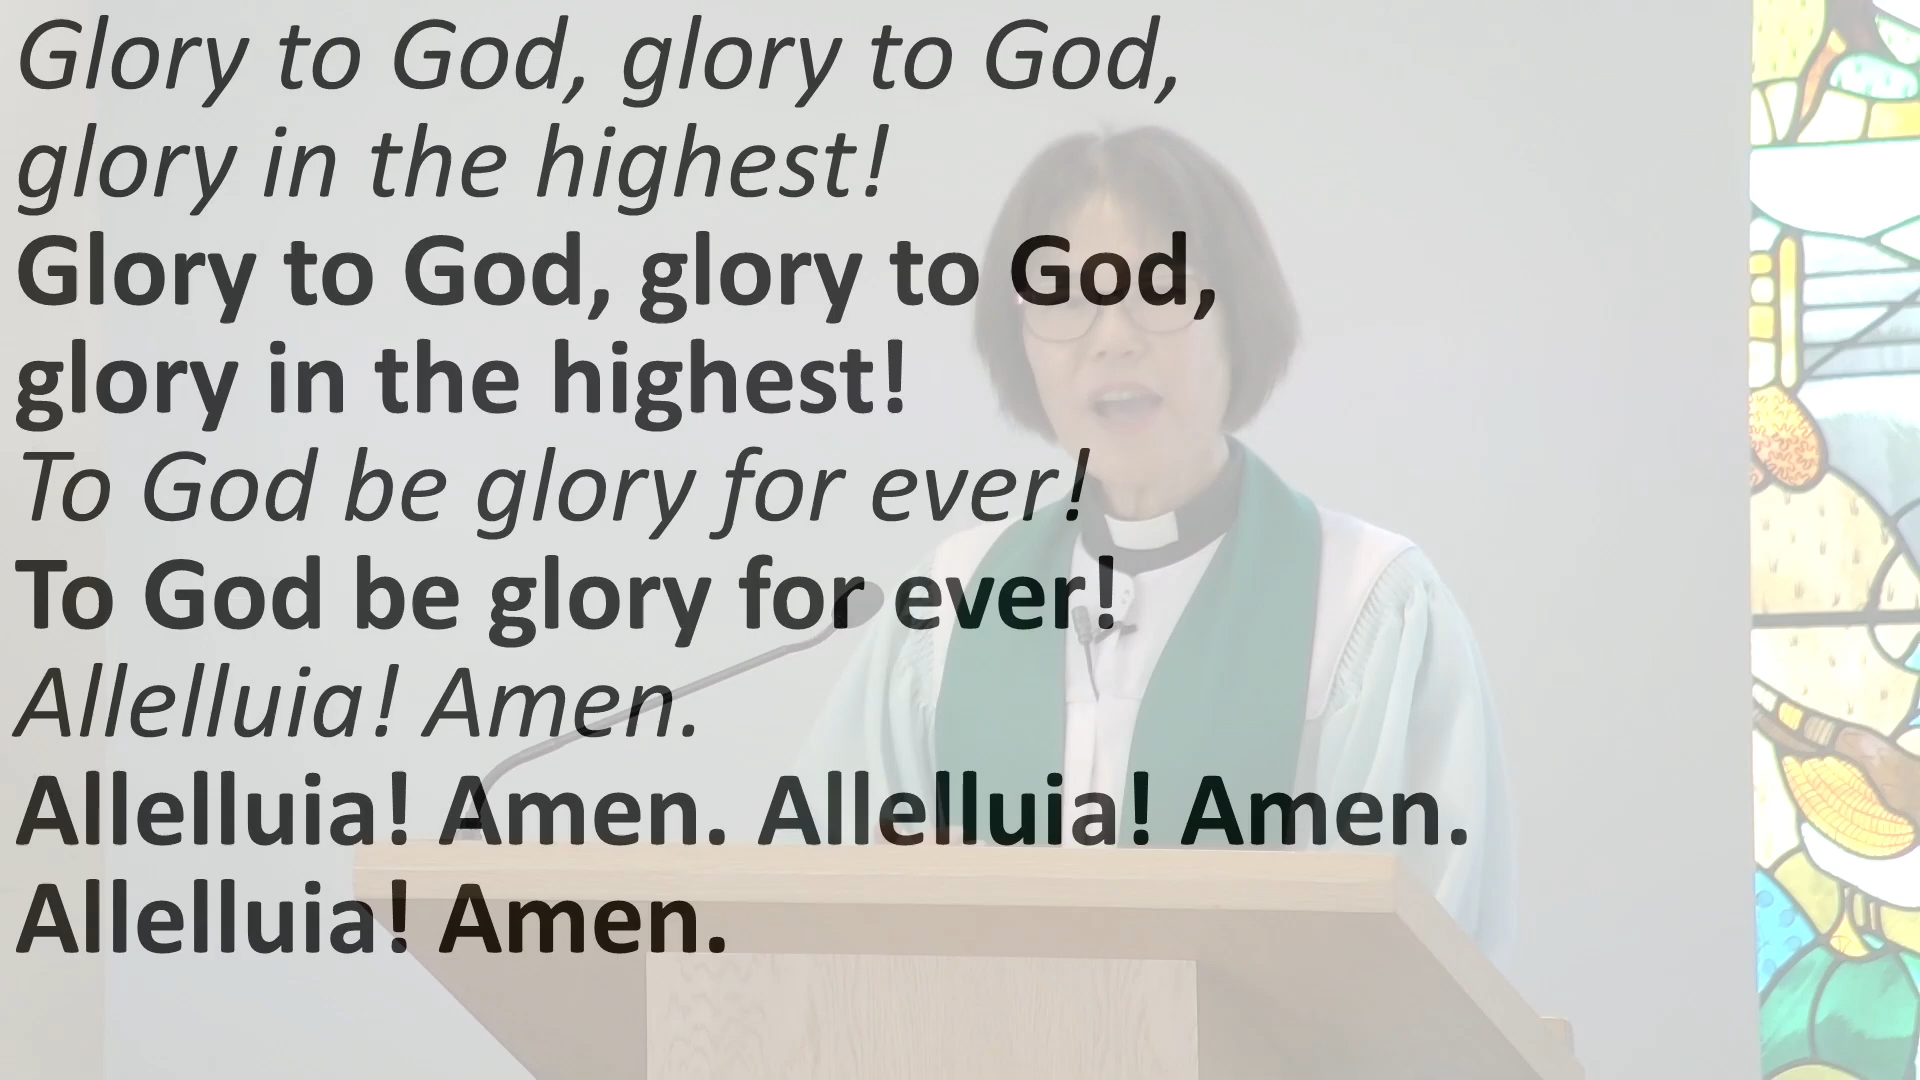 Glory to God, glory to God,
glory in the highest!
Glory to God, glory to God,
glory in the highest!
To God be glory for ever!
To God be glory for ever!
Allelluia! Amen.
Allelluia! Amen. Allelluia! Amen.
Allelluia! Amen.